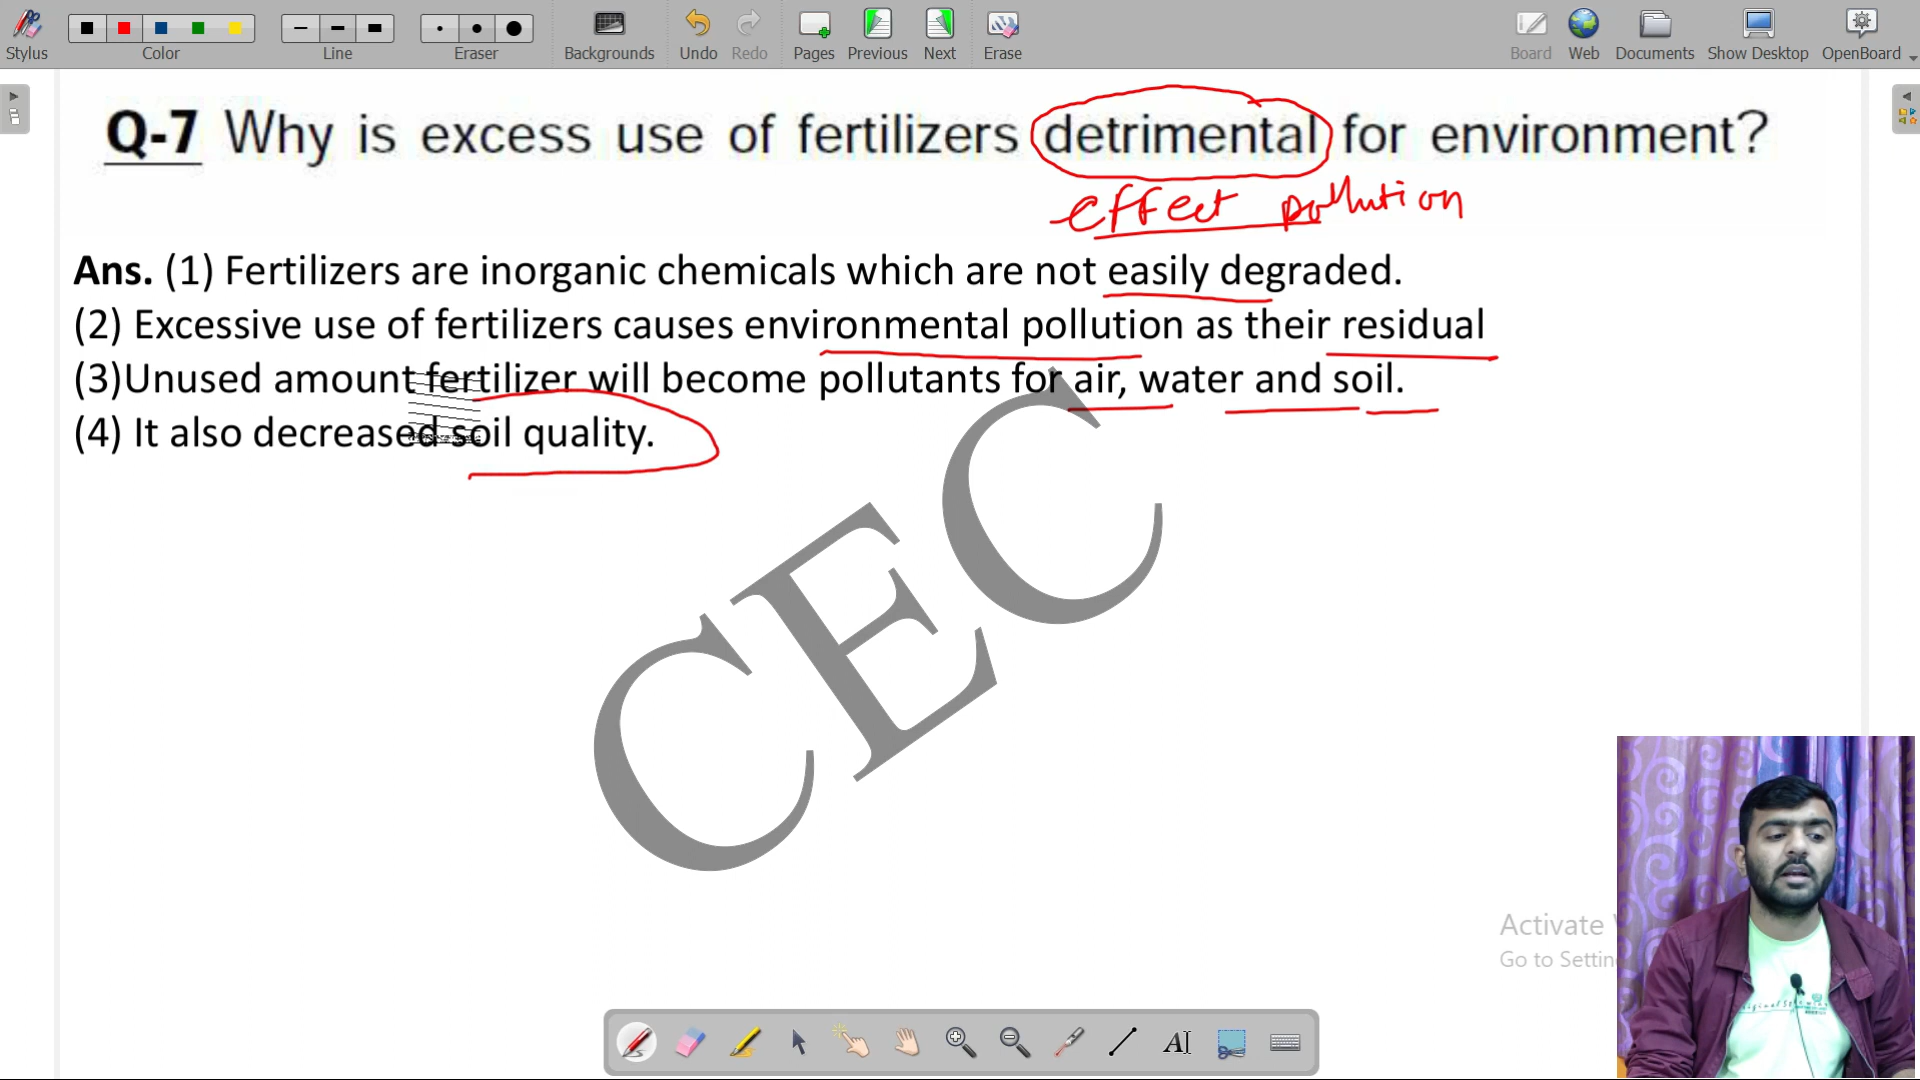 Stylus Color Line Eraser Backgrounds Undo Redo Pages Previous Next Erase Board Web Documents Show Desktop OpenBoard
Q-7 Why is excess use of fertilizers detrimental for environment?
effect pollution
Ans. (1) Fertilizers are inorganic chemicals which are not easily degraded.
(2) Excessive use of fertilizers causes environmental pollution as their residual
(3)Unused amount fertilizer will become pollutants for air, water and soil.
(4) It also decreased soil quality.
CEC
Activate
Go to